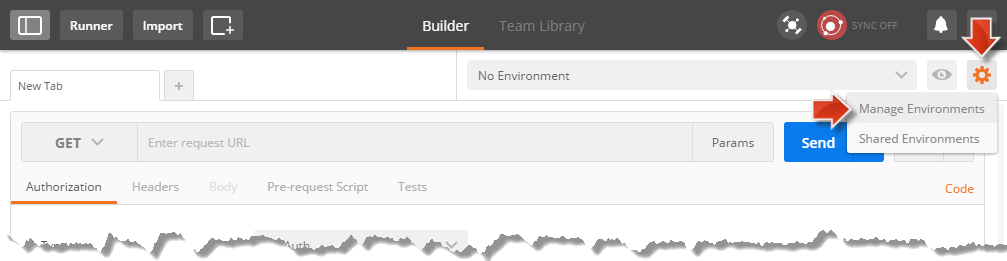 Runner Import Builder Team Library SYNC OFF
New Tab + No Environment
Manage Environments
GET Enter request URL Params Send
Shared Environments
Authorization Headers Body Pre-request Script Tests Code
Auth